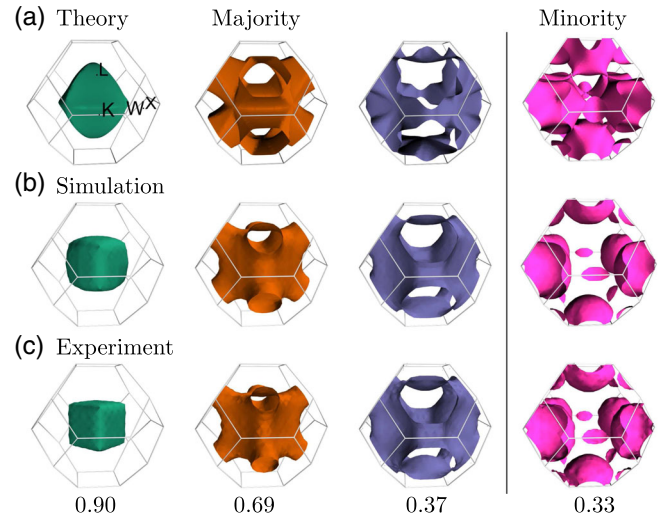 (a) Theory Majority Minority
L
K W X
(b) Simulation
(c) Experiment
0.90 0.69 0.37 0.33